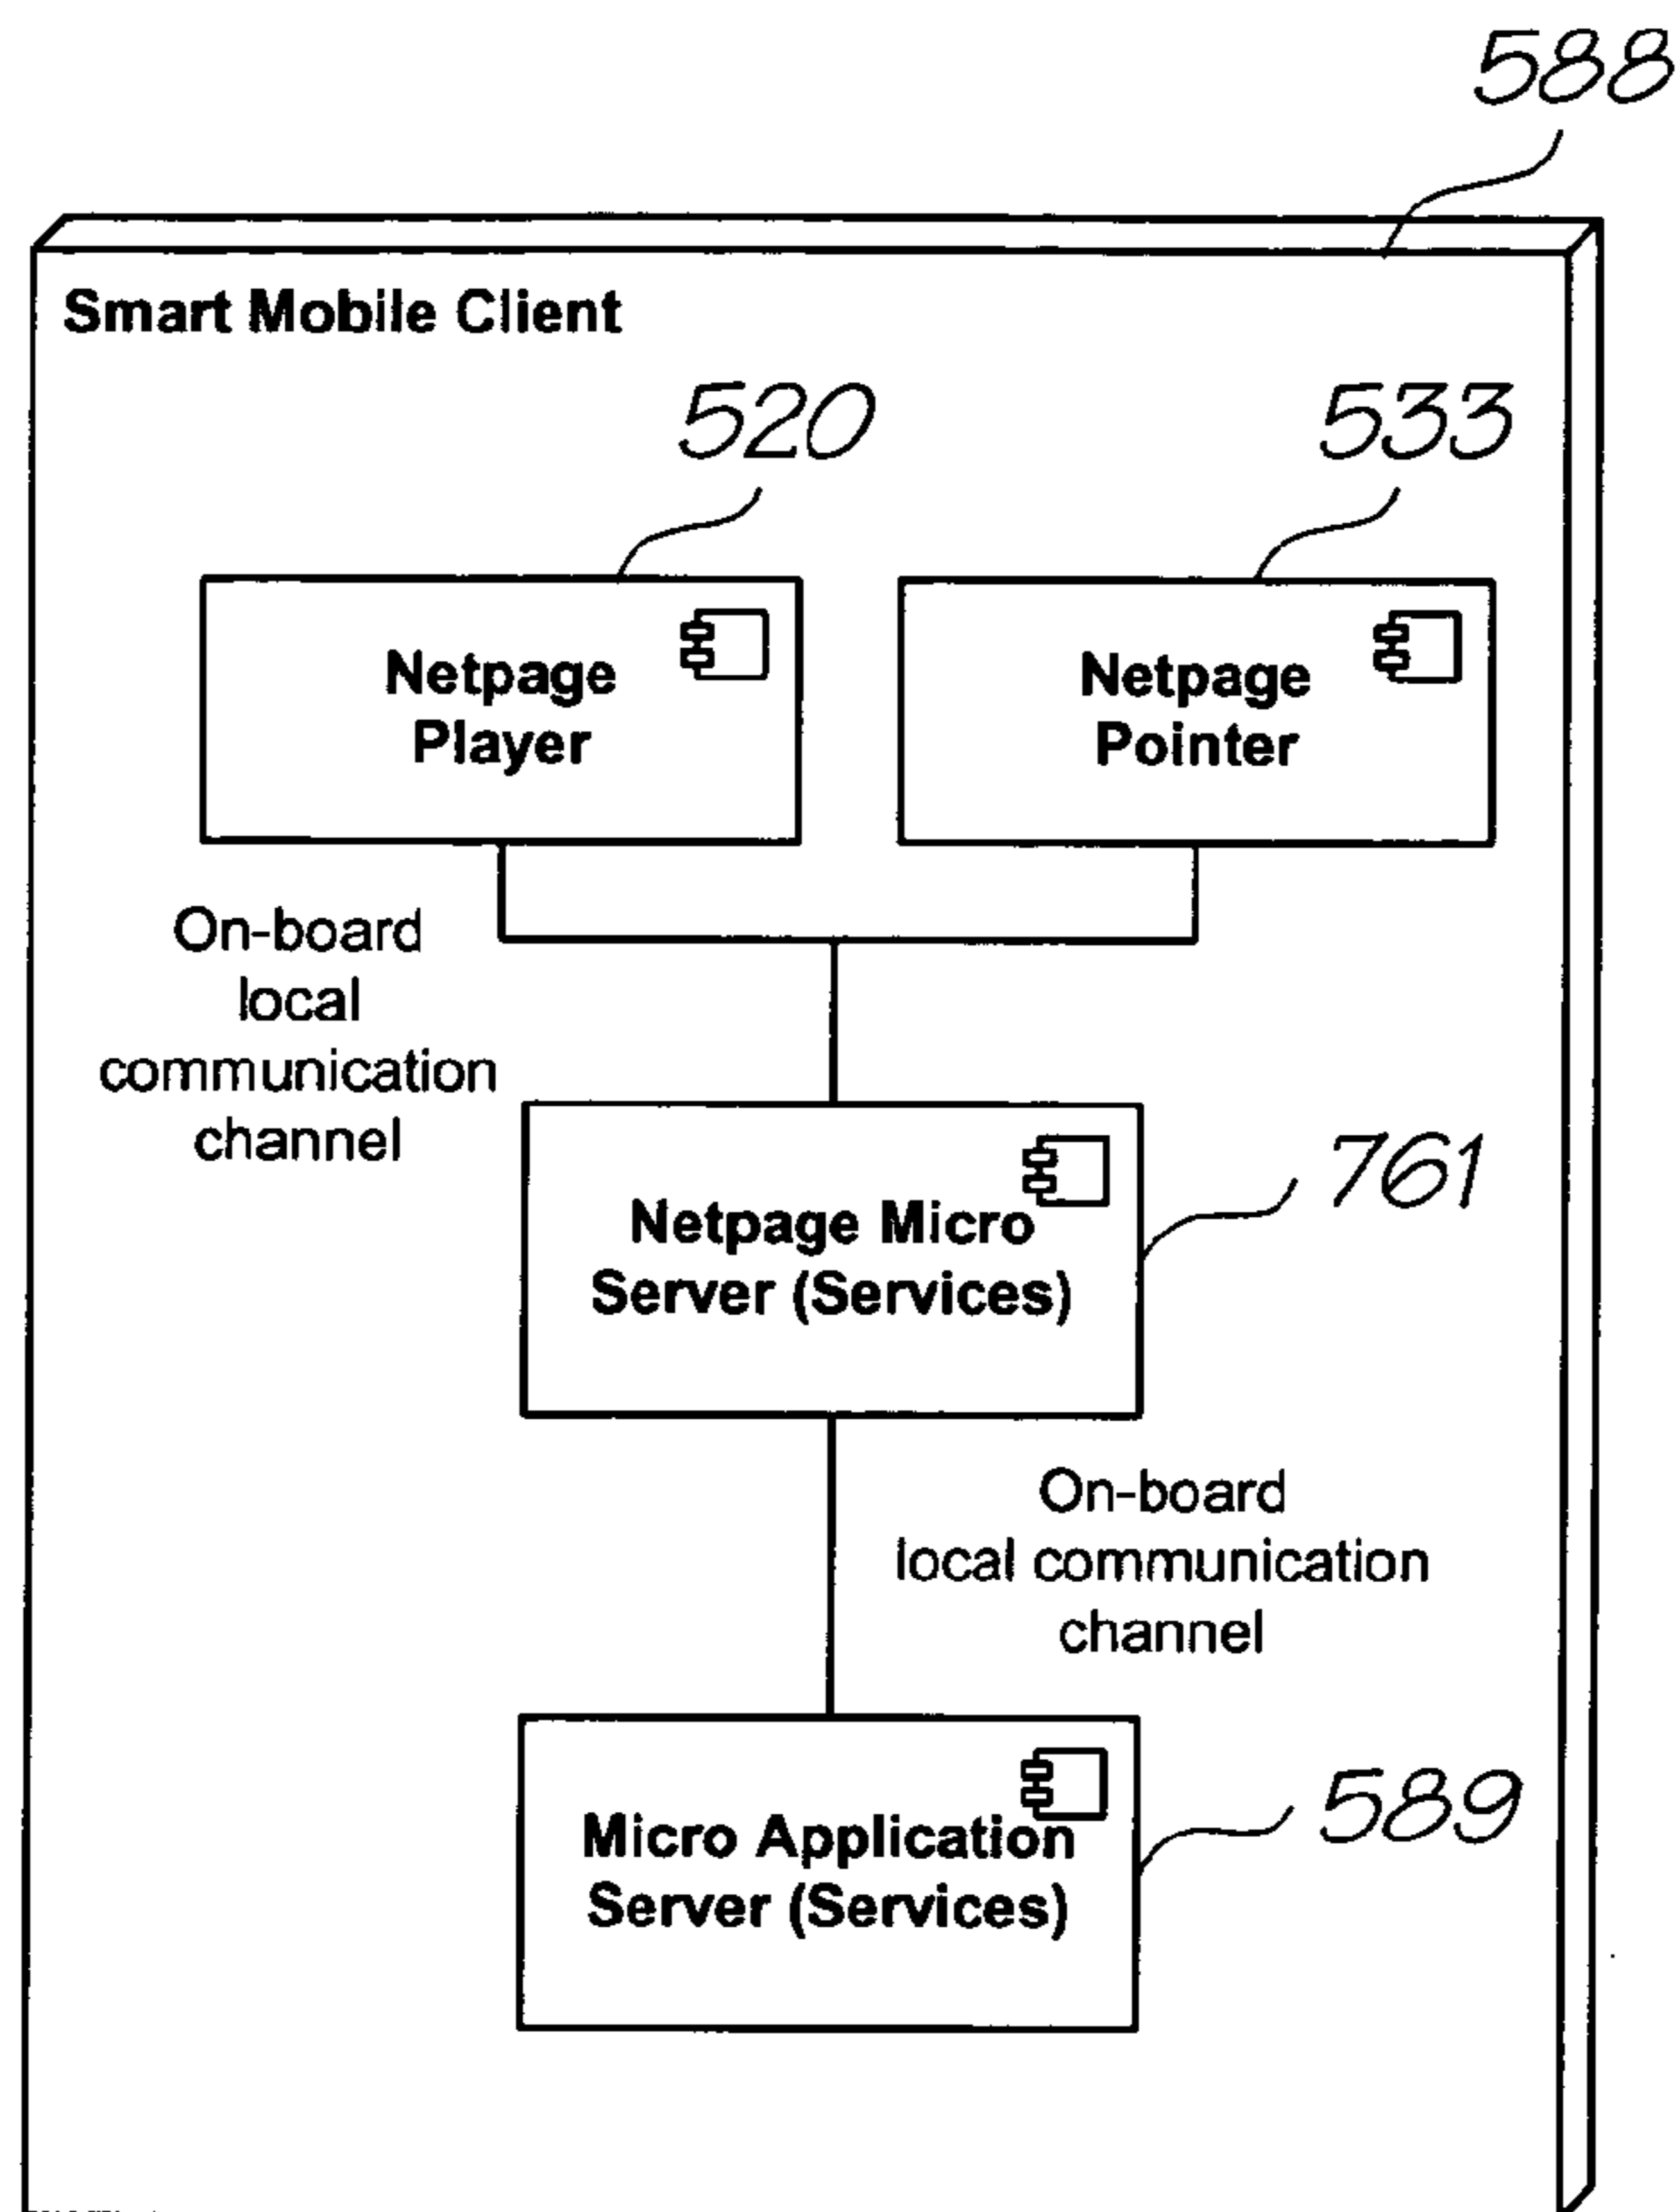 588
Smart Mobile Client
520
533
Netpage
Player
Netpage
Pointer
On-board
local
communication
channel
761
Netpage Micro
Server (Services)
On-board
local communication
channel
589
Micro Application
Server (Services)